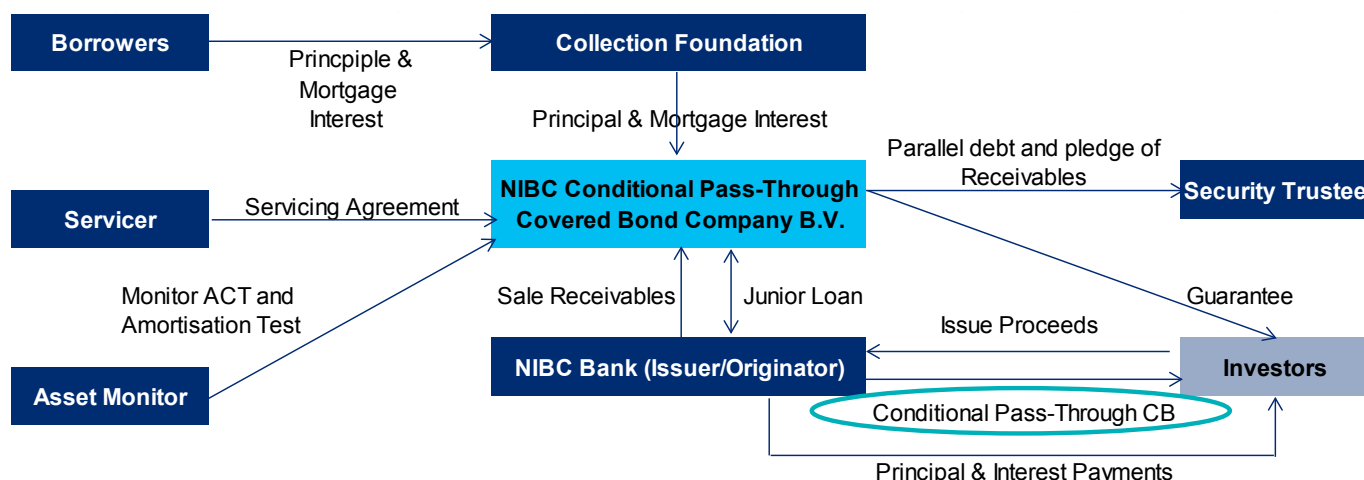 Borrowers
Collection Foundation
Princpiple &
Mortgage
Interest
Principal & Mortgage Interest
Parallel debt and pledge of
Receivables
NIBC Conditional Pass-Through
Covered Bond Company B.V.
Security Trustee
Servicer
Servicing Agreement
Monitor ACT and
Amortisation Test
Sale Receivables
Junior Loan
Guarantee
Issue Proceeds
NIBC Bank (Issuer/Originator)
Investors
Asset Monitor
Conditional Pass-Through CB
Principal & Interest Payments